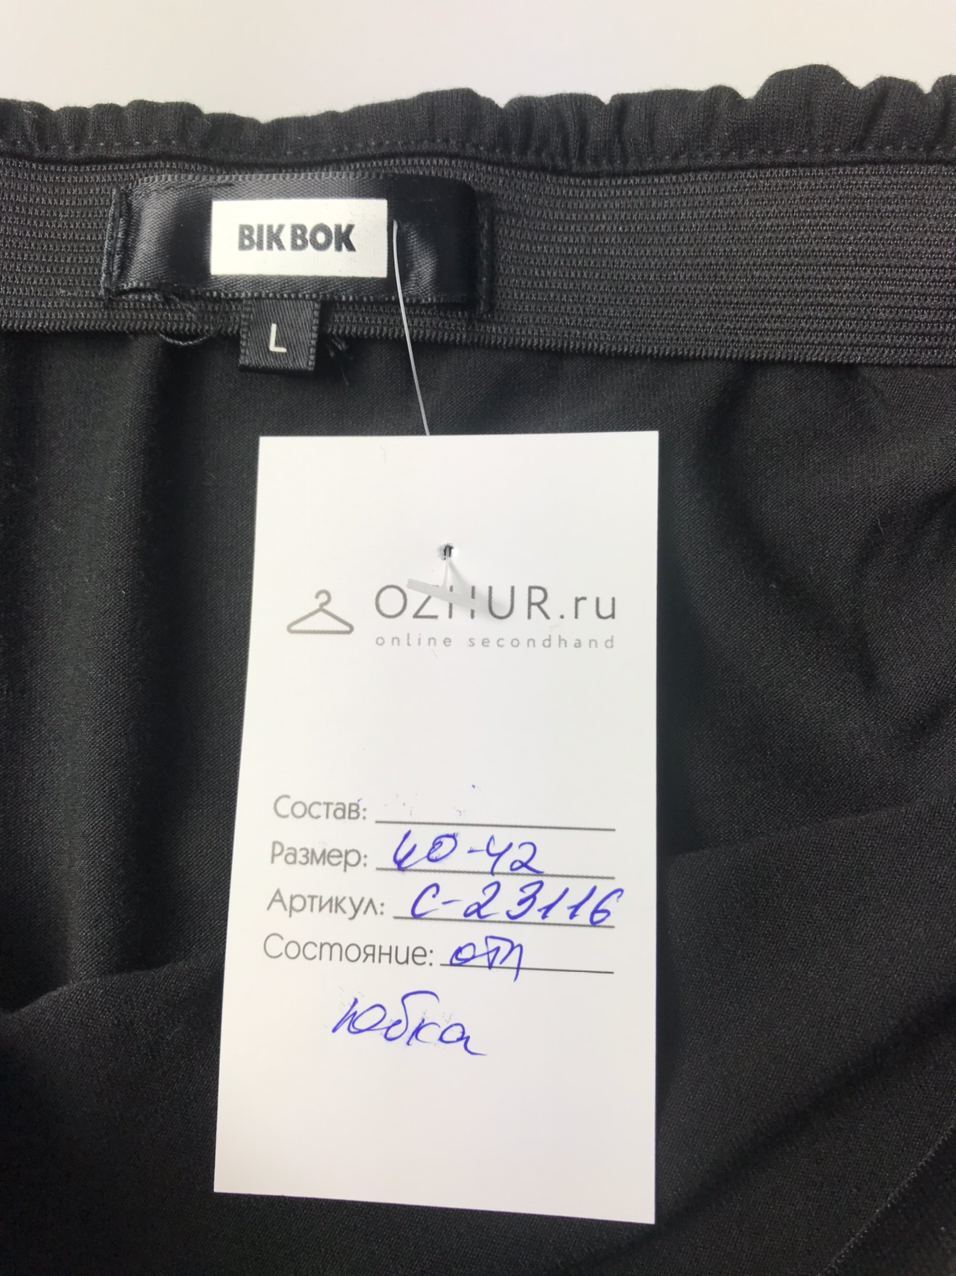 BIK BOK
L
OZHUR.ru
online secondhand
Состав:
Размер: 40-42
Артикул: С-23116
Состояние: отл
юбка